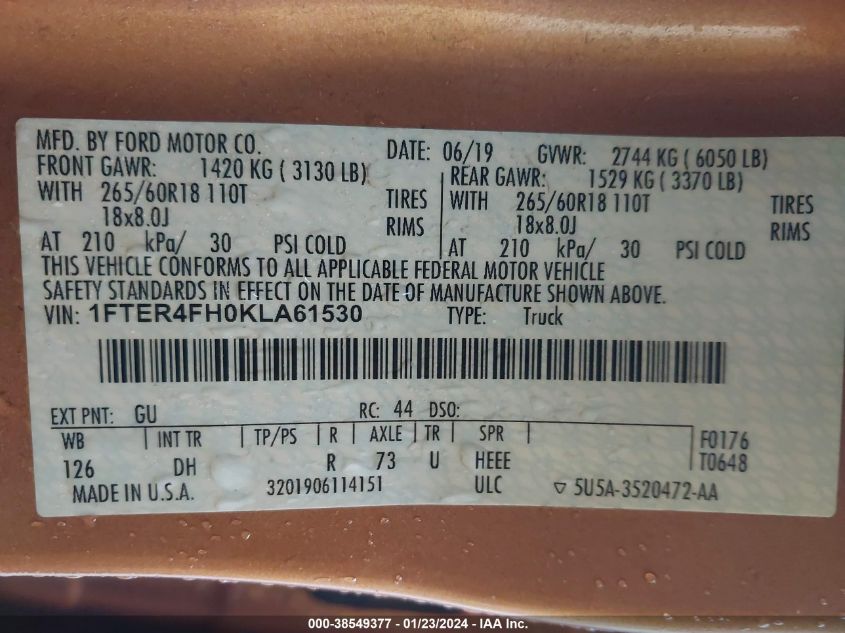 MFD. BY FORD MOTOR CO. DATE: 06/19 GVWR: 2744 KG ( 6050 LB)
FRONT GAWR: 1420 KG ( 3130 LB) REAR GAWR: 1529 KG ( 3370 LB)
WITH 265/60R18 110T TIRES WITH 265/60R18 110T TIRES
18x8.0J RIMS 18x8.0J RIMS
AT 210 kPa/ 30 PSI COLD AT 210 kPa/ 30 PSI COLD
THIS VEHICLE CONFORMS TO ALL APPLICABLE FEDERAL MOTOR VEHICLE
SAFETY STANDARDS IN EFFECT ON THE DATE OF MANUFACTURE SHOWN ABOVE.
VIN: 1FTER4FH0KLA61530 TYPE: Truck
EXT PNT: GU RC: 44 DSO:
WB INT TR TP/PS R AXLE TR SPR F0176
126 DH R 73 U HEEE T0648
MADE IN U.S.A. 3201906114151 ULC ▽ 5U5A-3520472-AA
000-38549377 - 01/23/2024 - IAA Inc.